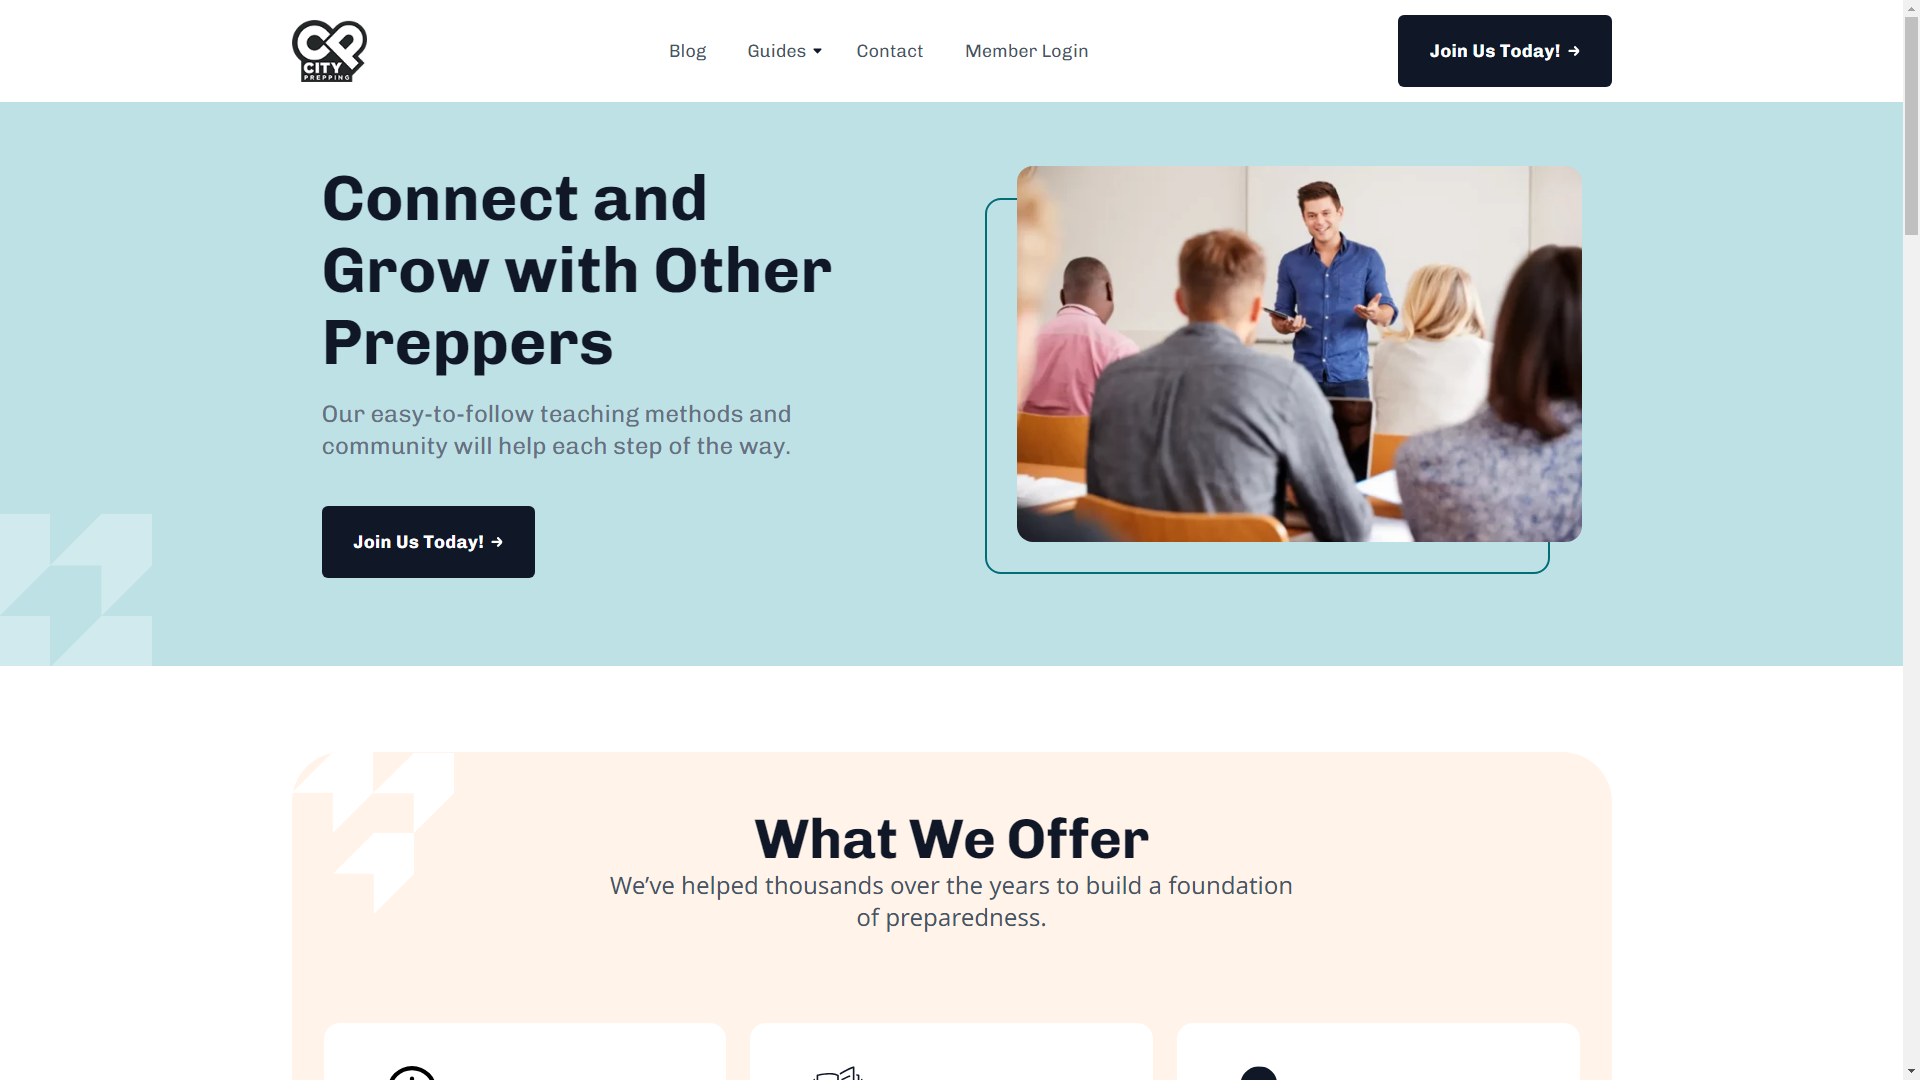 CITY
PREPPING
Blog
Guides
Contact
Member Login
Join Us Today! →
Connect and
Grow with Other
Preppers
Our easy-to-follow teaching methods and
community will help each step of the way.
Join Us Today! →
What We Offer
We’ve helped thousands over the years to build a foundation
of preparedness.